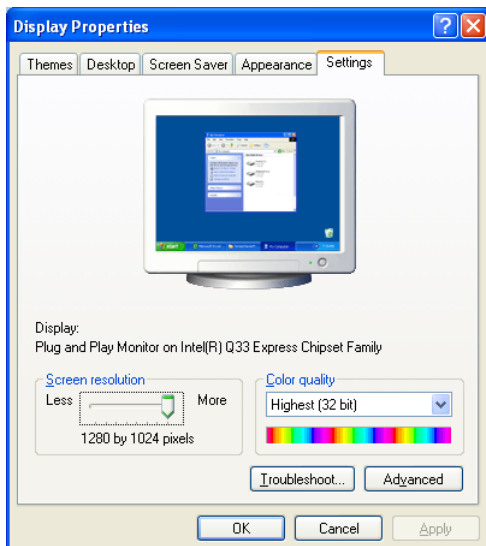 Display Properties
Themes Desktop Screen Saver Appearance Settings
start
Display:
Plug and Play Monitor on Intel(R) Q33 Express Chipset Family
Screen resolution
Less More
1280 by 1024 pixels
Color quality
Highest (32 bit)
Troubleshoot... Advanced
OK Cancel Apply